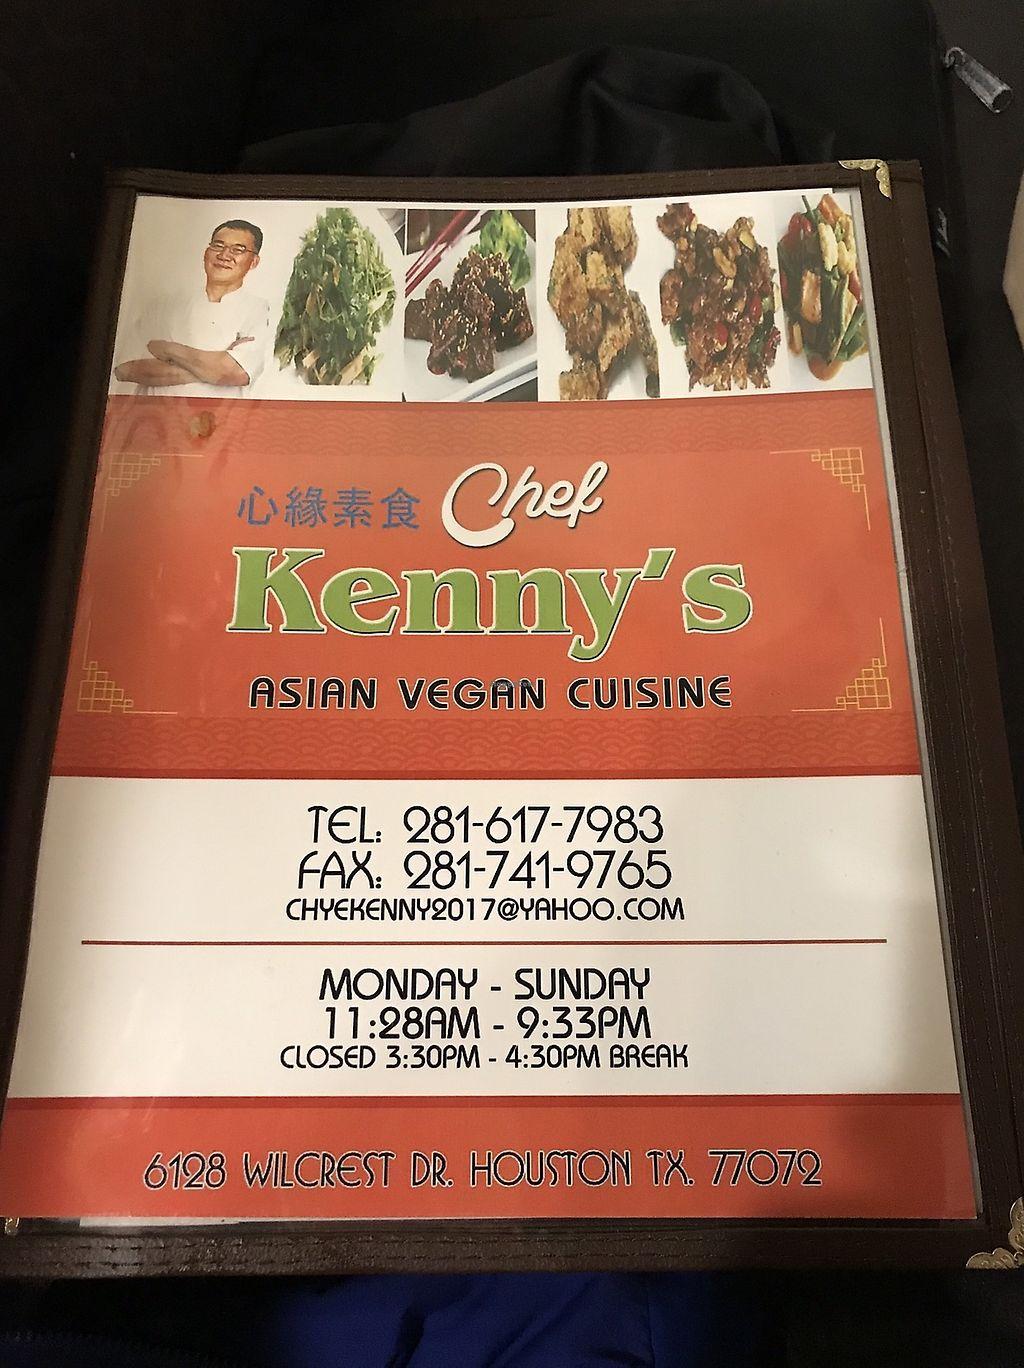 心緣素食 Chef
Kenny's
ASIAN VEGAN CUISINE
TEL: 281-617-7983
FAX: 281-741-9765
CHYEKENNY2017@YAHOO.COM
MONDAY - SUNDAY
11:28AM - 9:33PM
CLOSED 3:30PM - 4:30PM BREAK
6128 WILCREST DR. HOUSTON TX. 77072